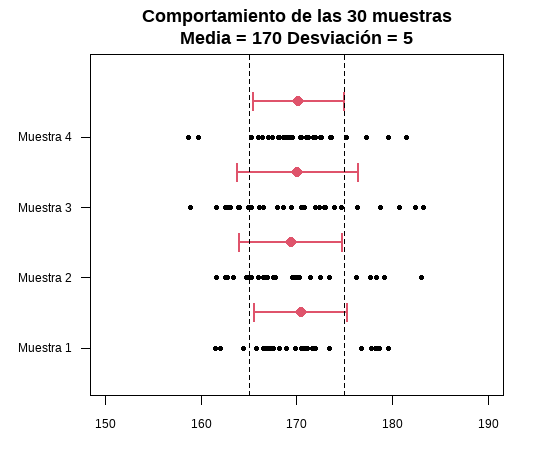 Comportamiento de las 30 muestras
Media = 170 Desviación = 5
Muestra 4
Muestra 3
Muestra 2
Muestra 1
150 160 170 180 190